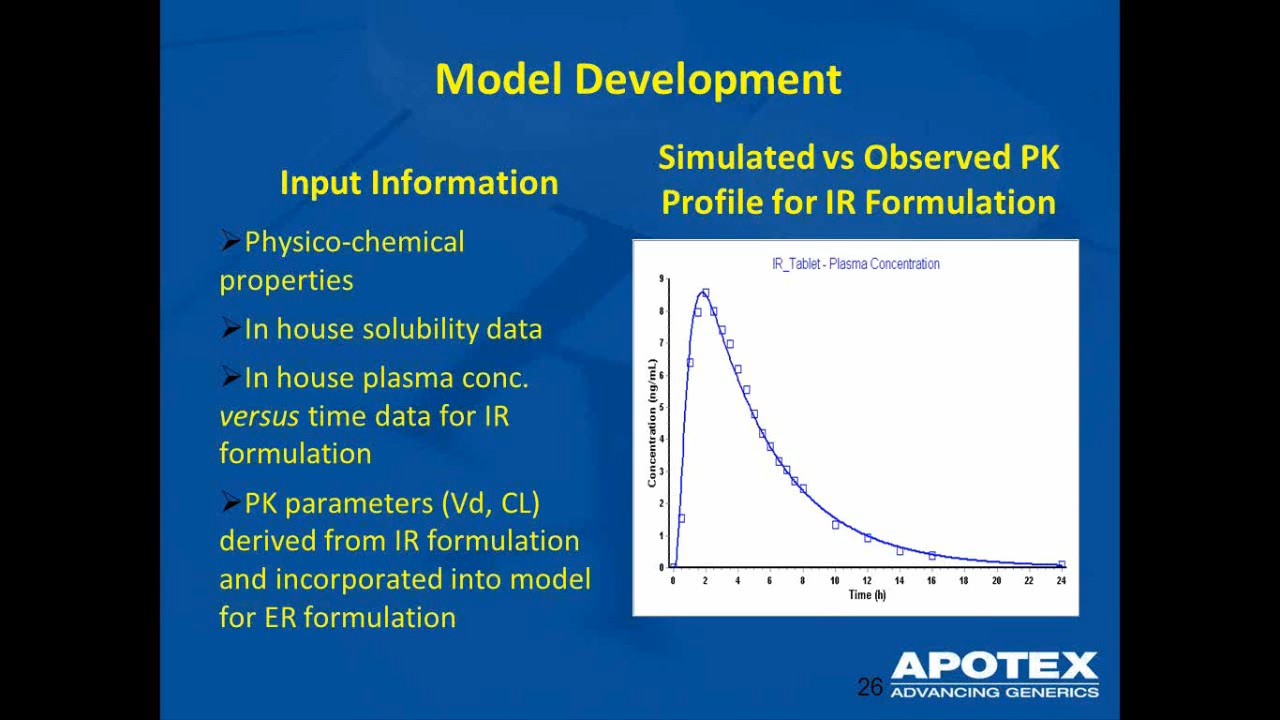 Model Development
Input Information
➢Physico-chemical
properties
➢In house solubility data
➢In house plasma conc.
versus time data for IR
formulation
➢PK parameters (Vd, CL)
derived from IR formulation
and incorporated into model
for ER formulation
Simulated vs Observed PK
Profile for IR Formulation
IR_Tablet - Plasma Concentration
Concentration (ng/mL)
9
8
7
6
5
4
3
2
1
0
0 2 4 6 8 10 12 14 16 18 20 22 24
Time (h)
26
APOTEX
ADVANCING GENERICS